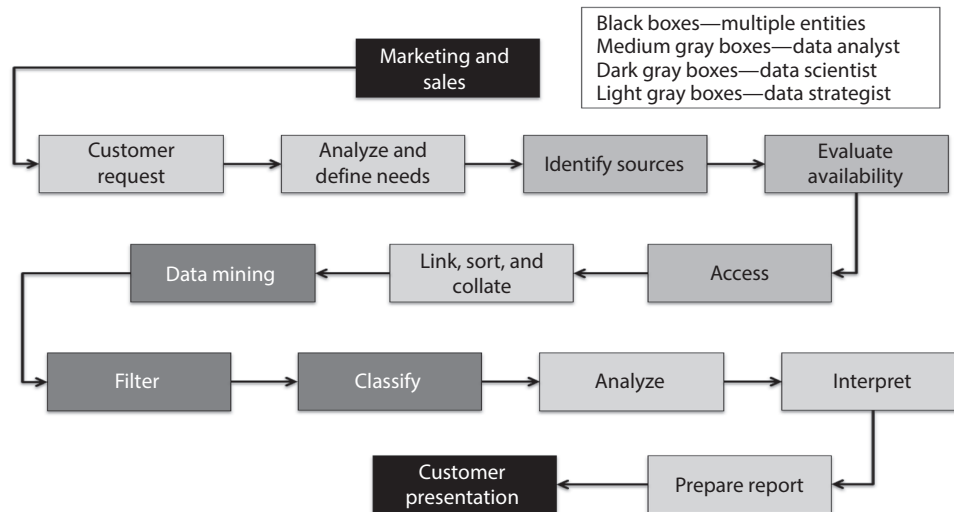 Black boxes—multiple entities
Medium gray boxes—data analyst
Dark gray boxes—data scientist
Light gray boxes—data strategist
Marketing and
sales
Customer
request
Analyze and
define needs
Identify sources
Evaluate
availability
Access
Link, sort, and
collate
Data mining
Filter
Classify
Analyze
Interpret
Prepare report
Customer
presentation